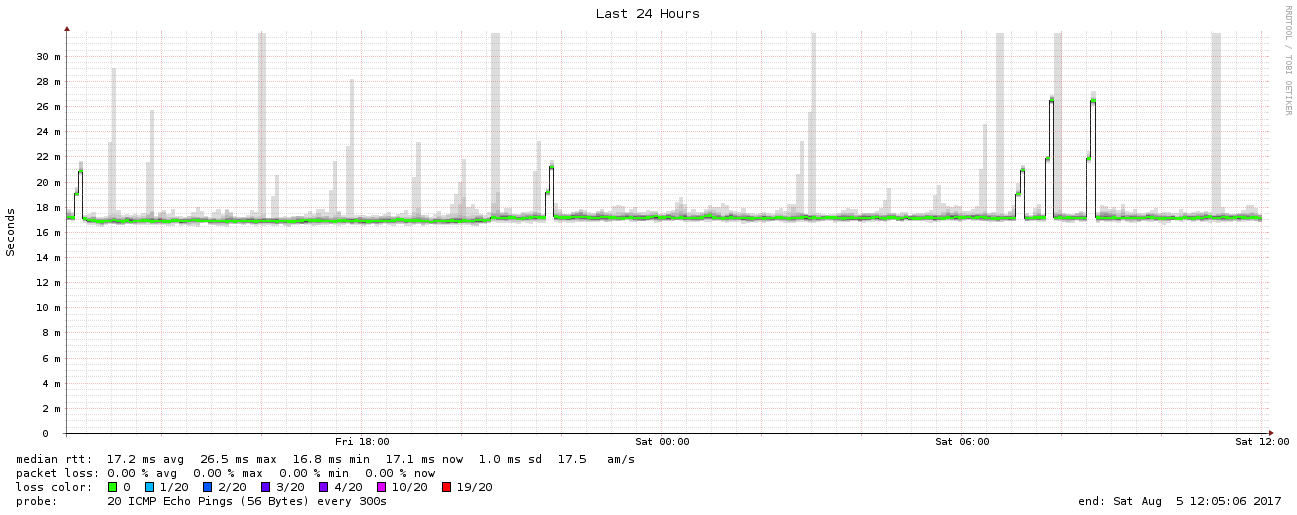 Last 24 Hours
RRDTOOL / TOBI OETIKER
Seconds
30 m
28 m
26 m
24 m
22 m
20 m
18 m
16 m
14 m
12 m
10 m
8 m
6 m
4 m
2 m
0
Fri 18:00 Sat 00:00 Sat 06:00 Sat 12:00
median rtt: 17.2 ms avg 26.5 ms max 16.8 ms min 17.1 ms now 1.0 ms sd 17.5 am/s
packet loss: 0.00 % avg 0.00 % max 0.00 % min 0.00 % now
loss color: 0 1/20 2/20 3/20 4/20 10/20 19/20
probe: 20 ICMP Echo Pings (56 Bytes) every 300s end: Sat Aug 5 12:05:06 2017